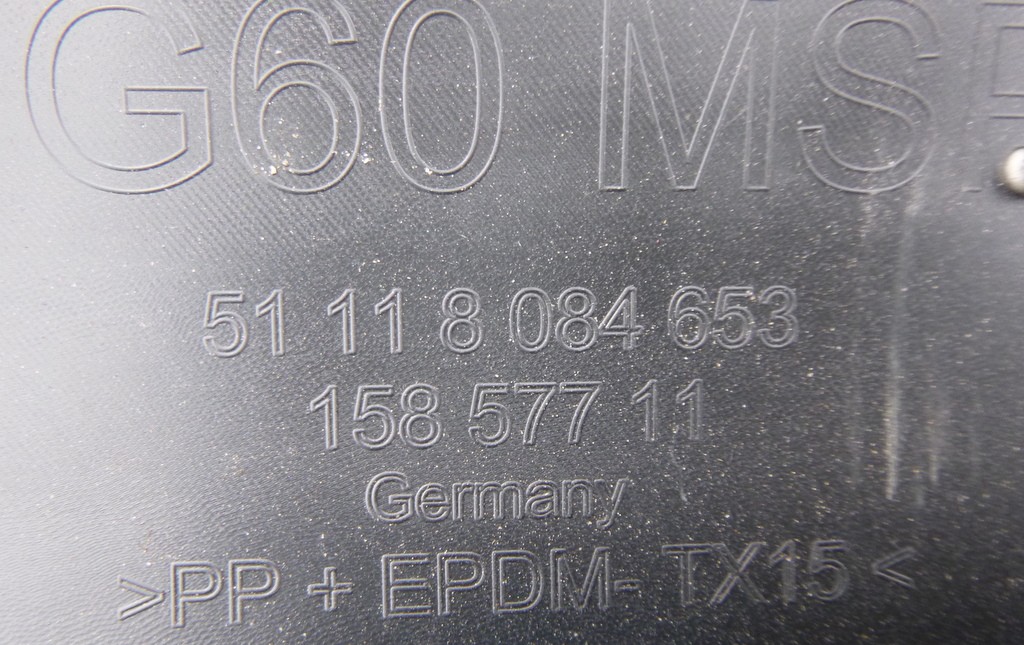 G60 MS
51 11 8 084 653
158 577 11
Germany
>PP + EPDM- TX15 <